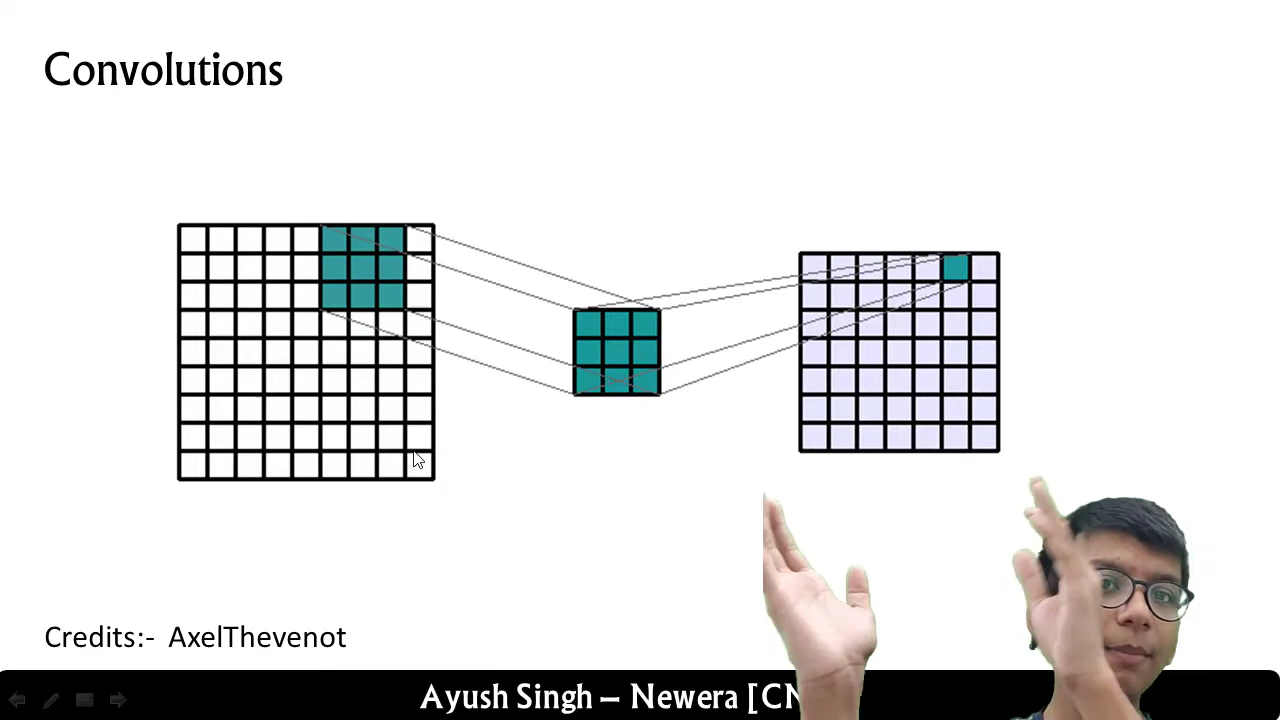 Convolutions
Credits:- AxelThevenot
Ayush Singh – Newera [CN